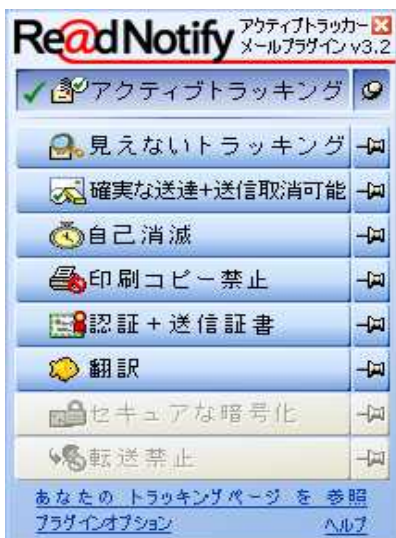 Re@dNotify アクティブトラッカー
メールプラグイン v3.2
アクティブトラッキング
見えないトラッキング
確実な送達+送信取消可能
自己消滅
印刷コピー禁止
認証+送信証書
翻訳
セキュアな暗号化
転送禁止
あなたの トラッキングページ を 参照
プラグインオプション ヘルプ